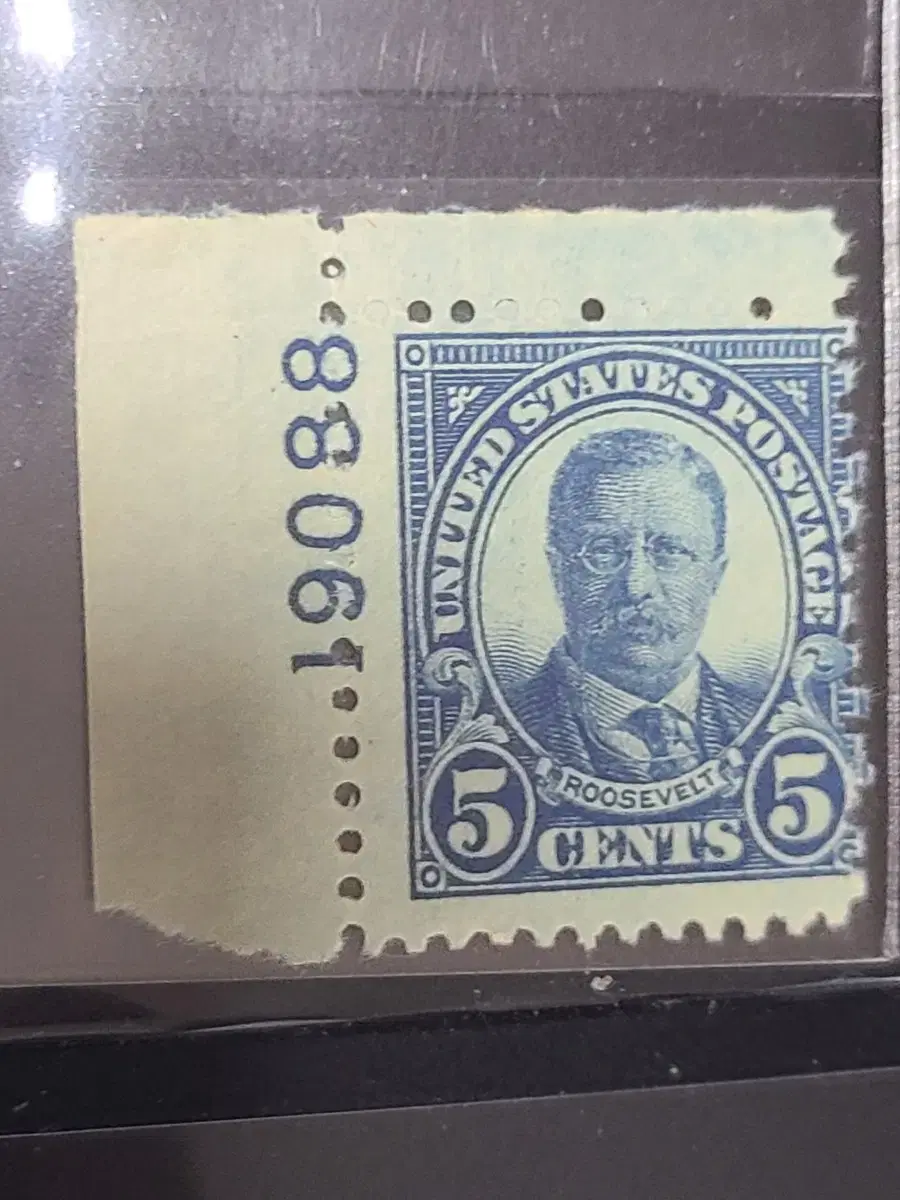 19088
UNITED STATES POSTAGE
ROOSEVELT
5 CENTS 5